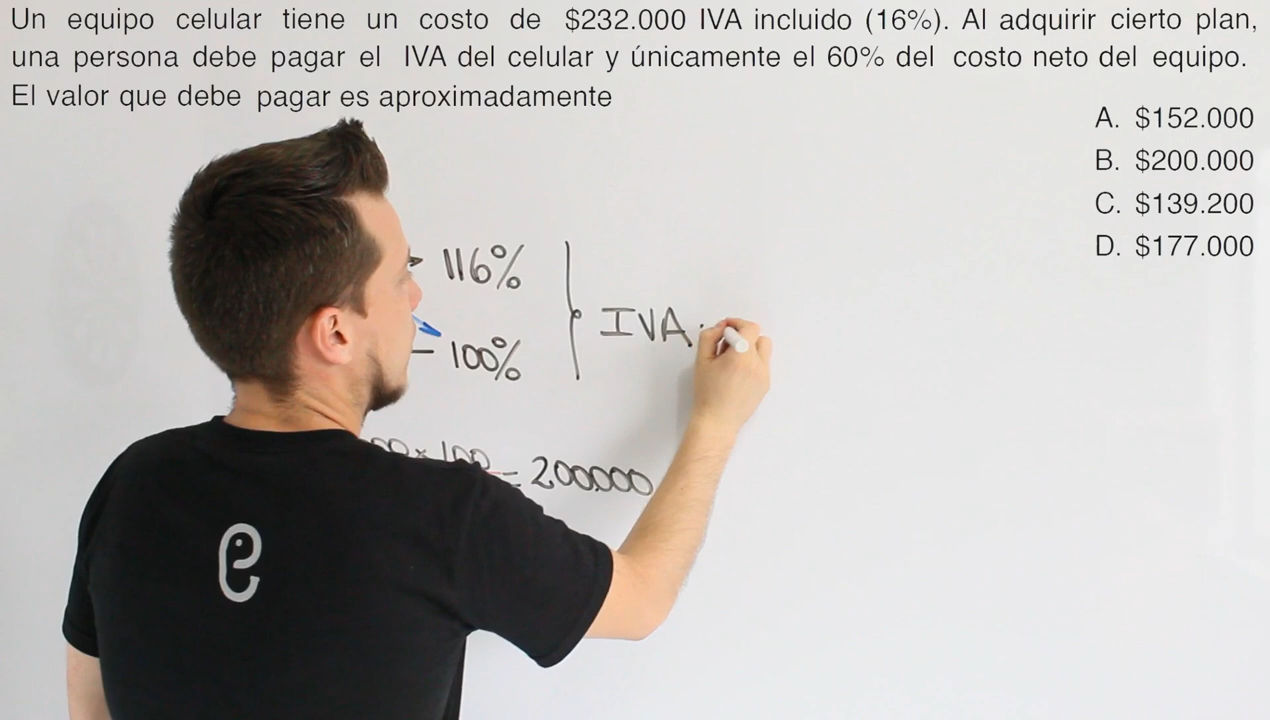 Un equipo celular tiene un costo de $232.000 IVA incluido (16%). Al adquirir cierto plan,
una persona debe pagar el IVA del celular y únicamente el 60% del costo neto del equipo.
El valor que debe pagar es aproximadamente
A. $152.000
B. $200.000
C. $139.200
D. $177.000
116%
IVA:
100%
00 × 100 = 200.000
e